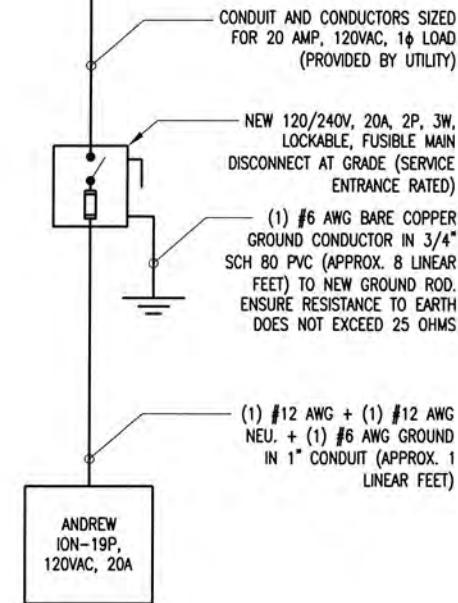 CONDUIT AND CONDUCTORS SIZED
FOR 20 AMP, 120VAC, 1ϕ LOAD
(PROVIDED BY UTILITY)
NEW 120/240V, 20A, 2P, 3W,
LOCKABLE, FUSIBLE MAIN
DISCONNECT AT GRADE (SERVICE
ENTRANCE RATED)
(1) #6 AWG BARE COPPER
GROUND CONDUCTOR IN 3/4"
SCH 80 PVC (APPROX. 8 LINEAR
FEET) TO NEW GROUND ROD.
ENSURE RESISTANCE TO EARTH
DOES NOT EXCEED 25 OHMS
(1) #12 AWG + (1) #12 AWG
NEU. + (1) #6 AWG GROUND
IN 1" CONDUIT (APPROX. 1
LINEAR FEET)
ANDREW
ION-19P,
120VAC, 20A